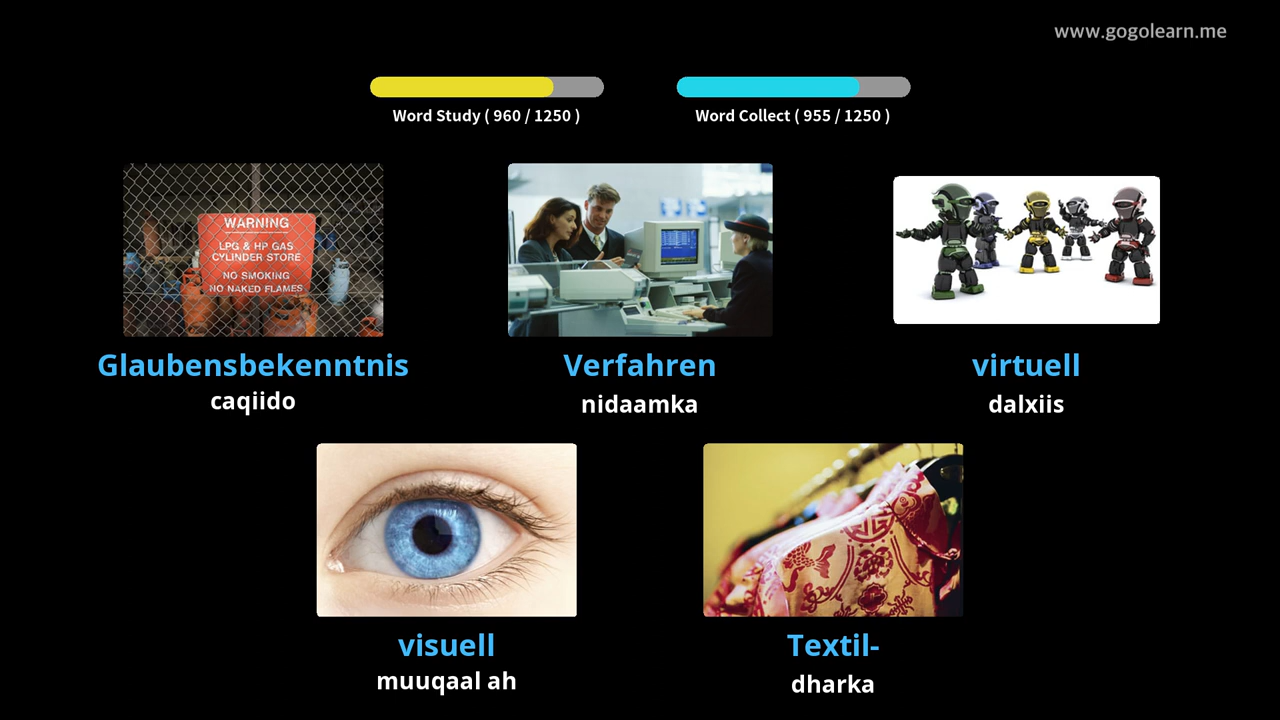 www.gogolearn.me
Word Study ( 960 / 1250 )
Word Collect ( 955 / 1250 )
WARNING
LPG & HP GAS
CYLINDER STORE
NO SMOKING
NO NAKED FLAMES
Glaubensbekenntnis
caqiido
Verfahren
nidaamka
virtuell
dalxiis
visuell
muuqaal ah
Textil-
dharka